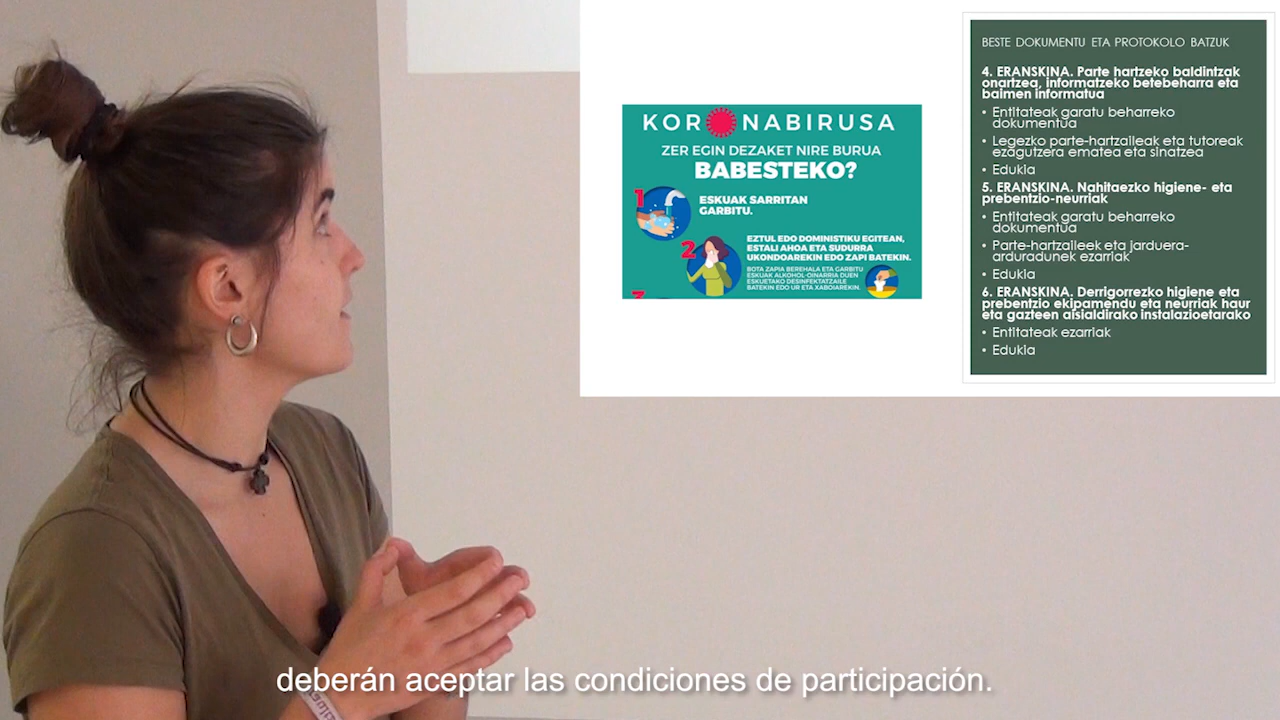 KORONABIRUSA
ZER EGIN DEZAKET NIRE BURUA
BABESTEKO?
1
ESKUAK SARRITAN
GARBITU.
2
EZTUL EDO DOMINISTIKU EGITEAN,
ESTALI AHOA ETA SUDURRA
UKONDOAREKIN EDO ZAPI BATEKIN.
BOTA ZAPIA BEREHALA ETA GARBITU
ESKUAK ALKOHOL-OINARRIA DUEN
ESKUETAKO DESINFEKTATZAILE
BATEKIN EDO UR ETA XABOIAREKIN.
3
BESTE DOKUMENTU ETA PROTOKOLO BATZUK
4. ERANSKINA. Parte hartzeko baldintzak
onartzea, informatzeko betebeharra eta
baimen informatua
• Entitateak garatu beharreko
dokumentua
• Legezko parte-hartzaileak eta tutoreak
ezagutzera ematea eta sinatzea
• Edukia
5. ERANSKINA. Nahitaezko higiene- eta
prebentzio-neurriak
• Entitateak garatu beharreko
dokumentua
• Parte-hartzaileek eta jarduera-
arduradunek ezarriak
• Edukia
6. ERANSKINA. Derrigorrezko higiene eta
prebentzio ekipamendu eta neurriak haur
eta gazteen aisialdirako instalazioetarako
• Entitateak ezarriak
• Edukia
deberán aceptar las condiciones de participación.